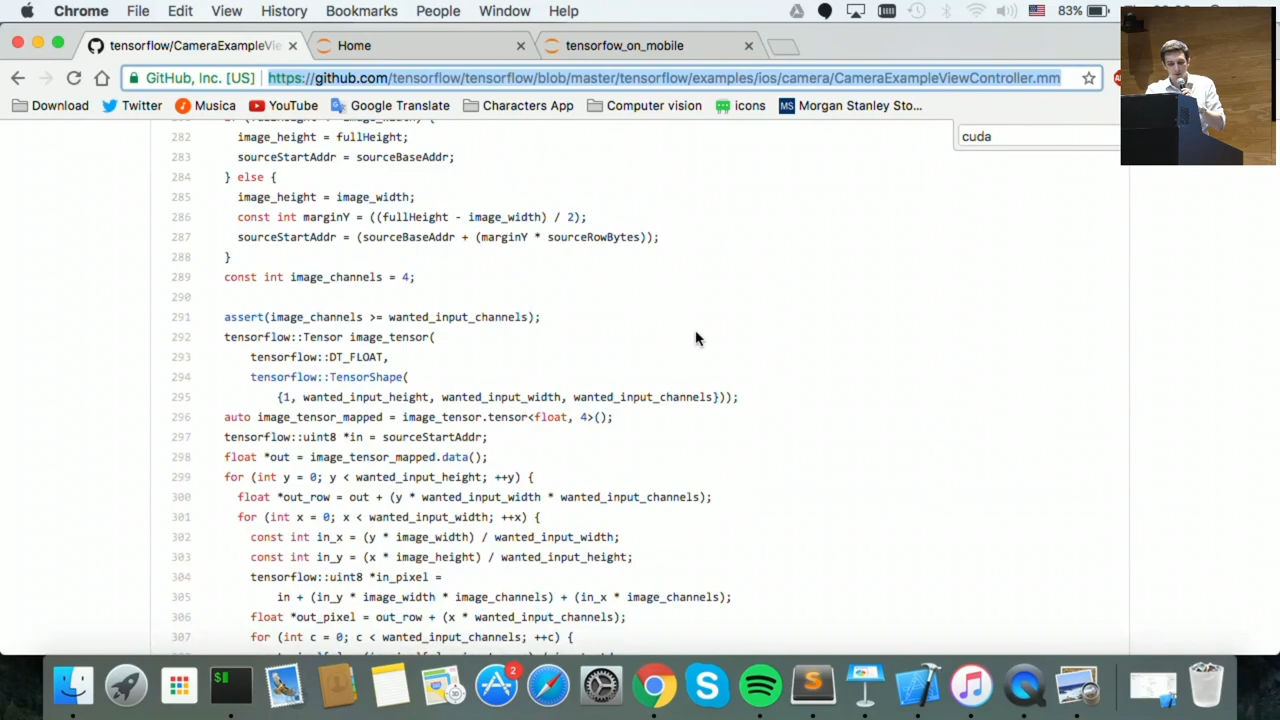 Chrome File Edit View History Bookmarks People Window Help 83%
tensorflow/CameraExampleVie Home tensorfow_on_mobile
GitHub, Inc. [US] https://github.com/tensorflow/tensorflow/blob/master/tensorflow/examples/ios/camera/CameraExampleViewController.mm
Download Twitter Musica YouTube Google Translate Characters App Computer vision icons MS Morgan Stanley Sto...
cuda
282 image_height = fullHeight;
283 sourceStartAddr = sourceBaseAddr;
284 } else {
285 image_height = image_width;
286 const int marginY = ((fullHeight - image_width) / 2);
287 sourceStartAddr = (sourceBaseAddr + (marginY * sourceRowBytes));
288 }
289 const int image_channels = 4;
290
291 assert(image_channels >= wanted_input_channels);
292 tensorflow::Tensor image_tensor(
293 tensorflow::DT_FLOAT,
294 tensorflow::TensorShape(
295 {1, wanted_input_height, wanted_input_width, wanted_input_channels}));
296 auto image_tensor_mapped = image_tensor.tensor<float, 4>();
297 tensorflow::uint8 *in = sourceStartAddr;
298 float *out = image_tensor_mapped.data();
299 for (int y = 0; y < wanted_input_height; ++y) {
300 float *out_row = out + (y * wanted_input_width * wanted_input_channels);
301 for (int x = 0; x < wanted_input_width; ++x) {
302 const int in_x = (y * image_width) / wanted_input_width;
303 const int in_y = (x * image_height) / wanted_input_height;
304 tensorflow::uint8 *in_pixel =
305 in + (in_y * image_width * image_channels) + (in_x * image_channels);
306 float *out_pixel = out_row + (x * wanted_input_channels);
307 for (int c = 0; c < wanted_input_channels; ++c) {
2